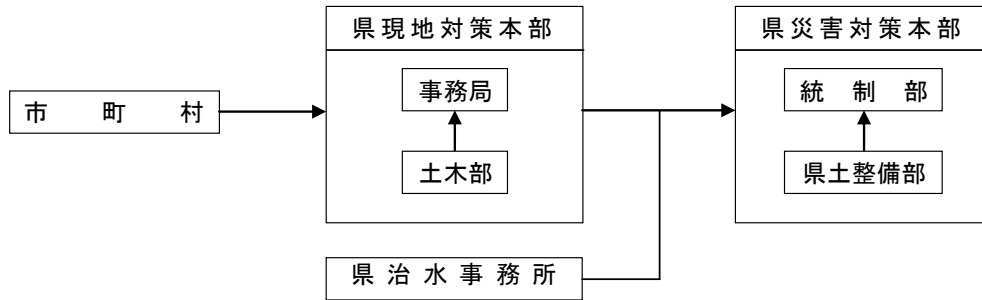 市町村
県現地対策本部
事務局
土木部
県治水事務所
県災害対策本部
統制部
県土整備部